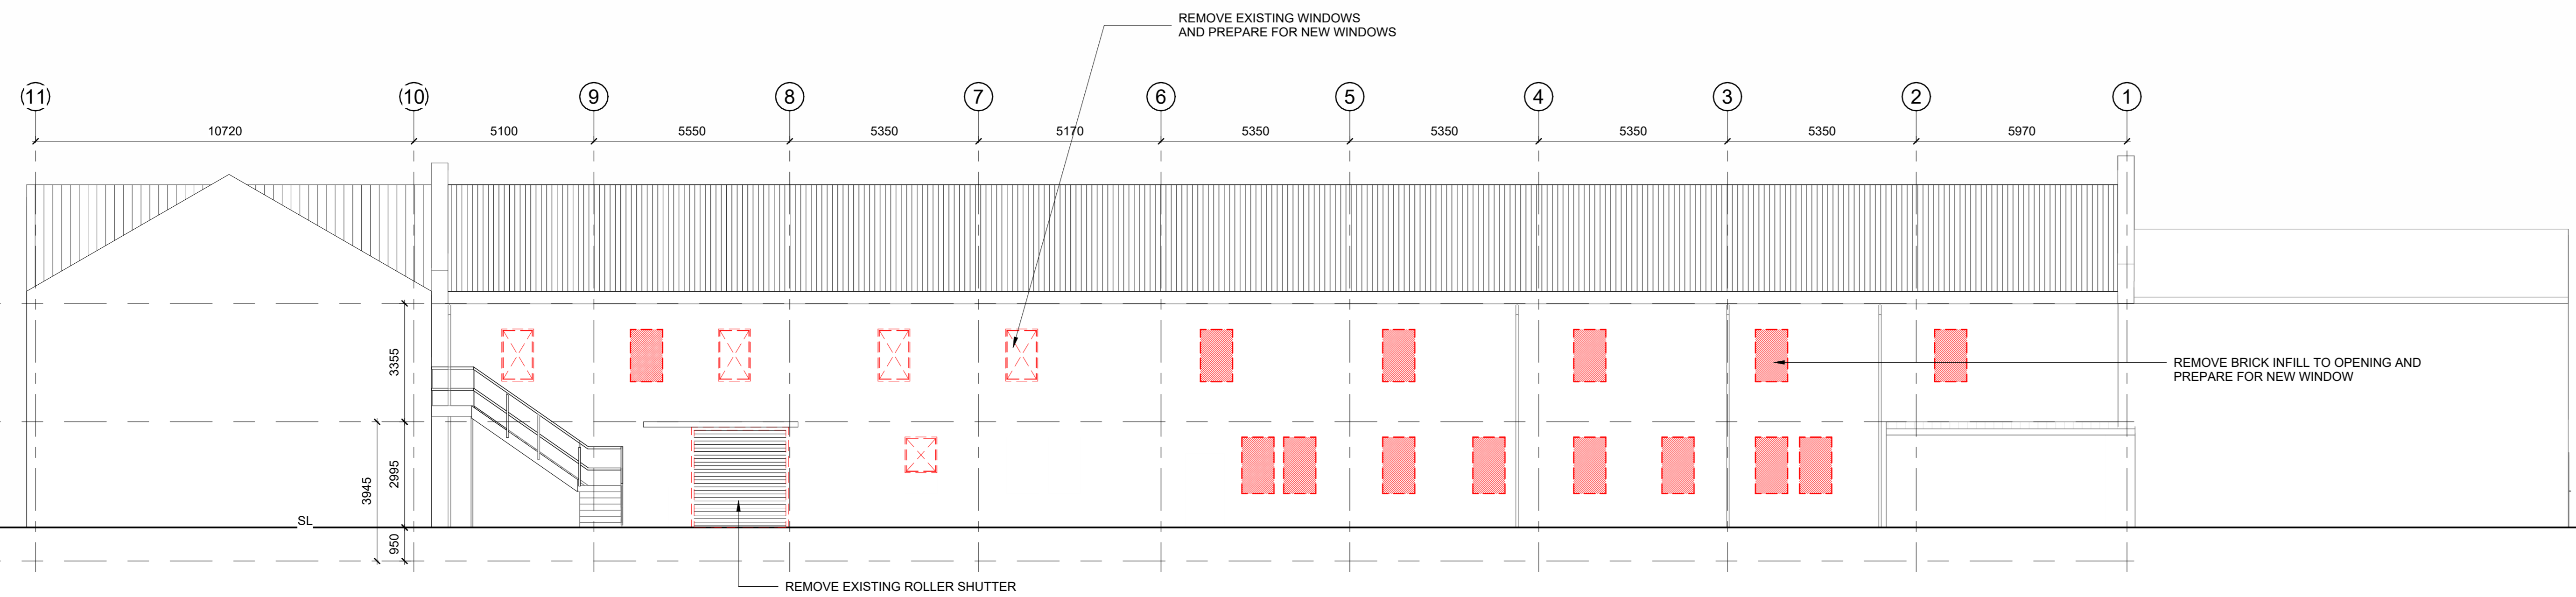 REMOVE EXISTING WINDOWS
AND PREPARE FOR NEW WINDOWS
11 10 9 8 7 6 5 4 3 2 1
10720 5100 5550 5350 5170 5350 5350 5350 5350 5970
3355
REMOVE BRICK INFILL TO OPENING AND
PREPARE FOR NEW WINDOW
2995
3945
SL
950
REMOVE EXISTING ROLLER SHUTTER